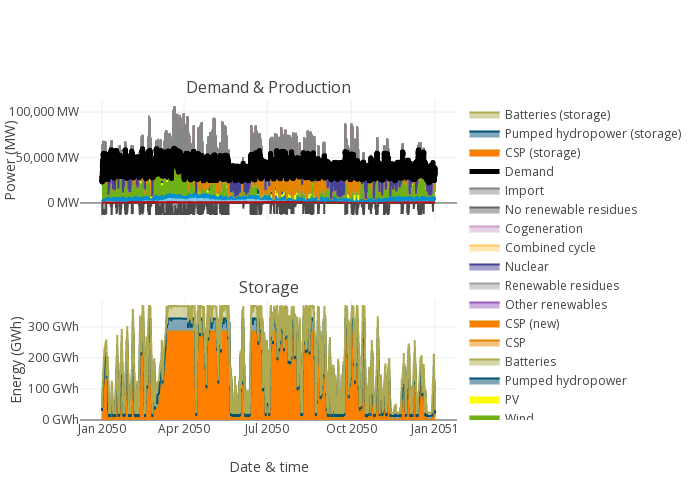 Demand & Production
100,000 MW
50,000 MW
0 MW
Power (MW)
Storage
300 GWh
200 GWh
100 GWh
0 GWh
Energy (GWh)
Jan 2050
Apr 2050
Jul 2050
Oct 2050
Jan 2051
Date & time
Batteries (storage)
Pumped hydropower (storage)
CSP (storage)
Demand
Import
No renewable residues
Cogeneration
Combined cycle
Nuclear
Renewable residues
Other renewables
CSP (new)
CSP
Batteries
Pumped hydropower
PV
Wind